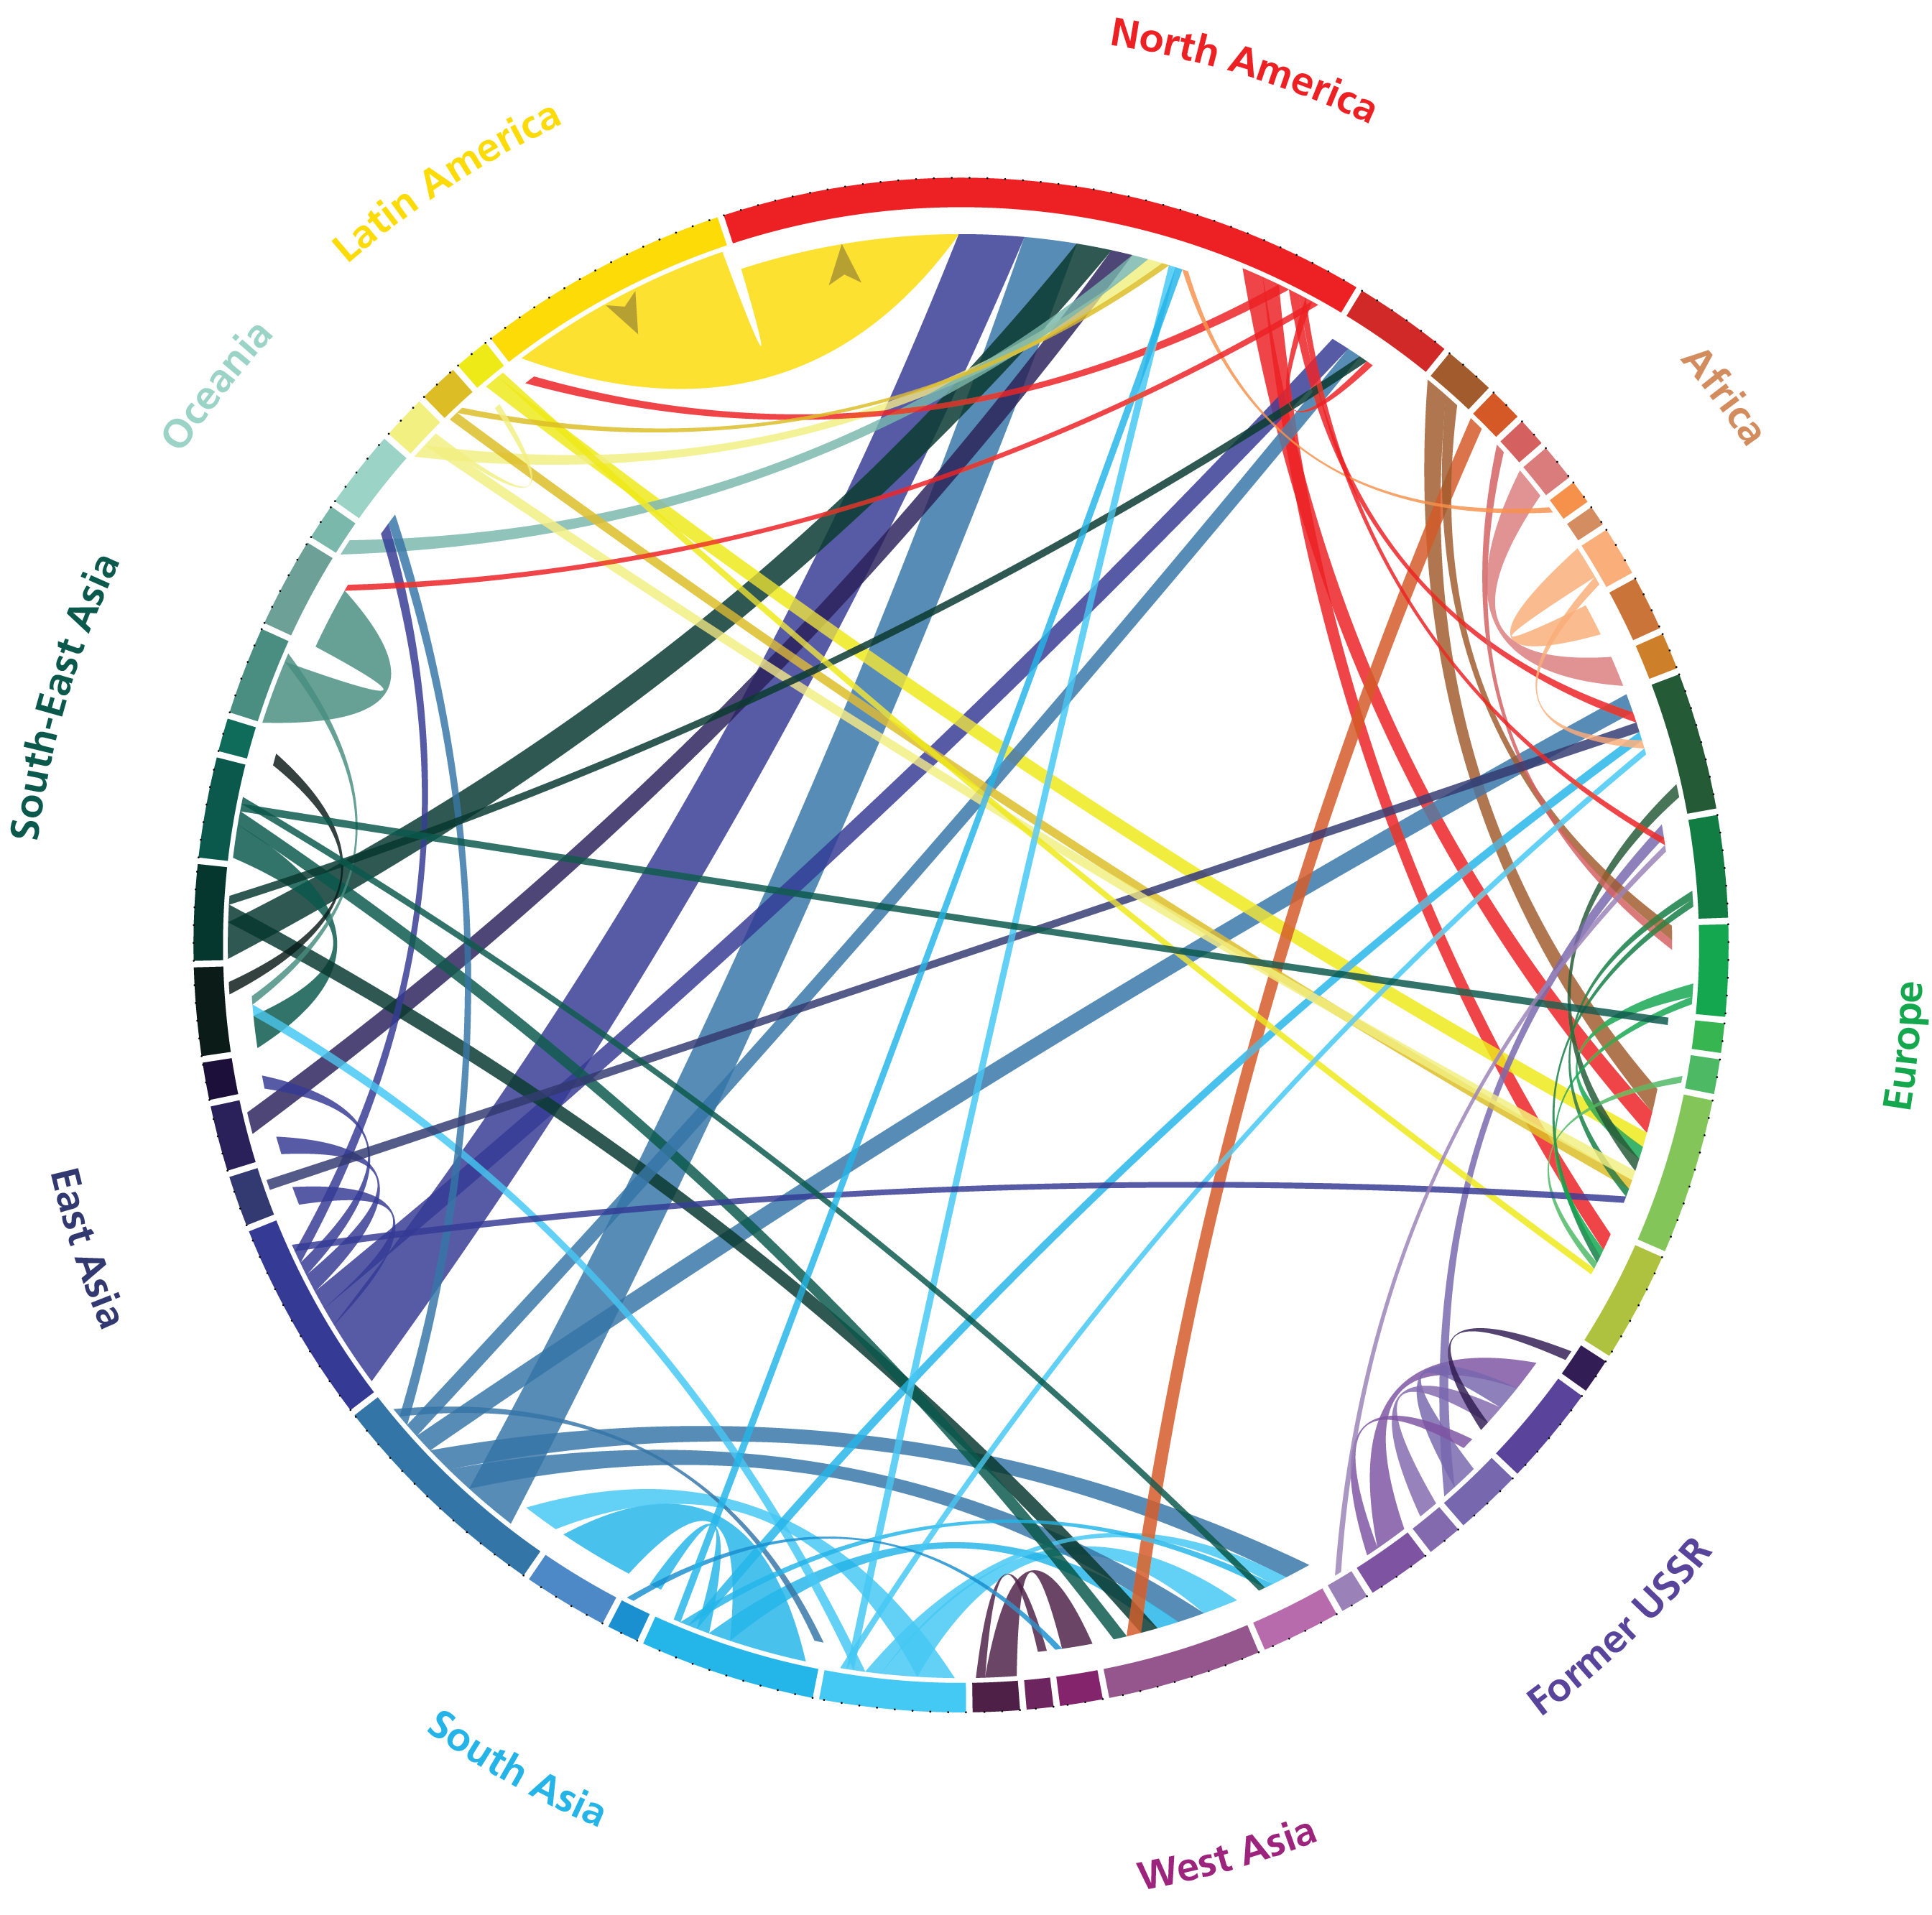 North America
Latin America
Africa
Oceania
South-East Asia
Europe
East Asia
Former USSR
South Asia
West Asia